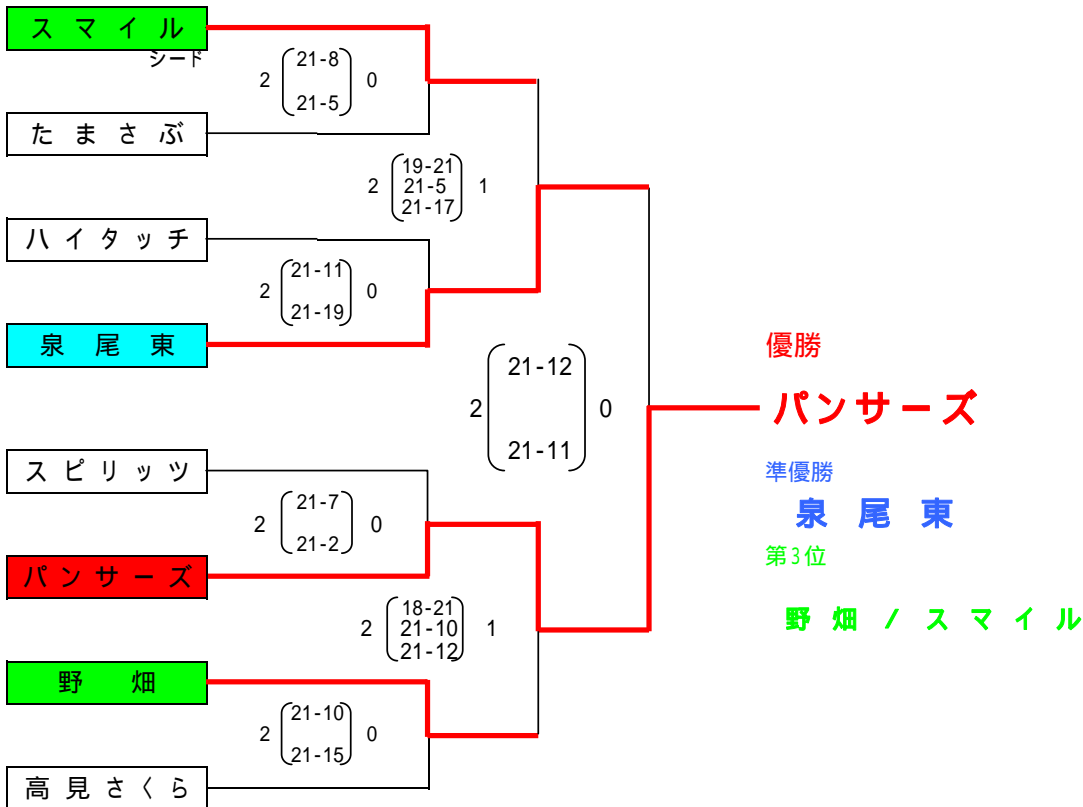 スマイル
シード
2 21-8 0
21-5
たまさぶ
19-21
2 21-5 1
21-17
ハイタッチ
21-11
2 0
21-19
泉尾東
優勝
21-12
2 0
21-11
パンサーズ
スピリッツ
準優勝
泉尾東
21-7
2 0
21-2
第3位
パンサーズ
18-21
2 21-10 1
21-12
野畑/スマイル
野畑
21-10
2 0
21-15
高見さくら